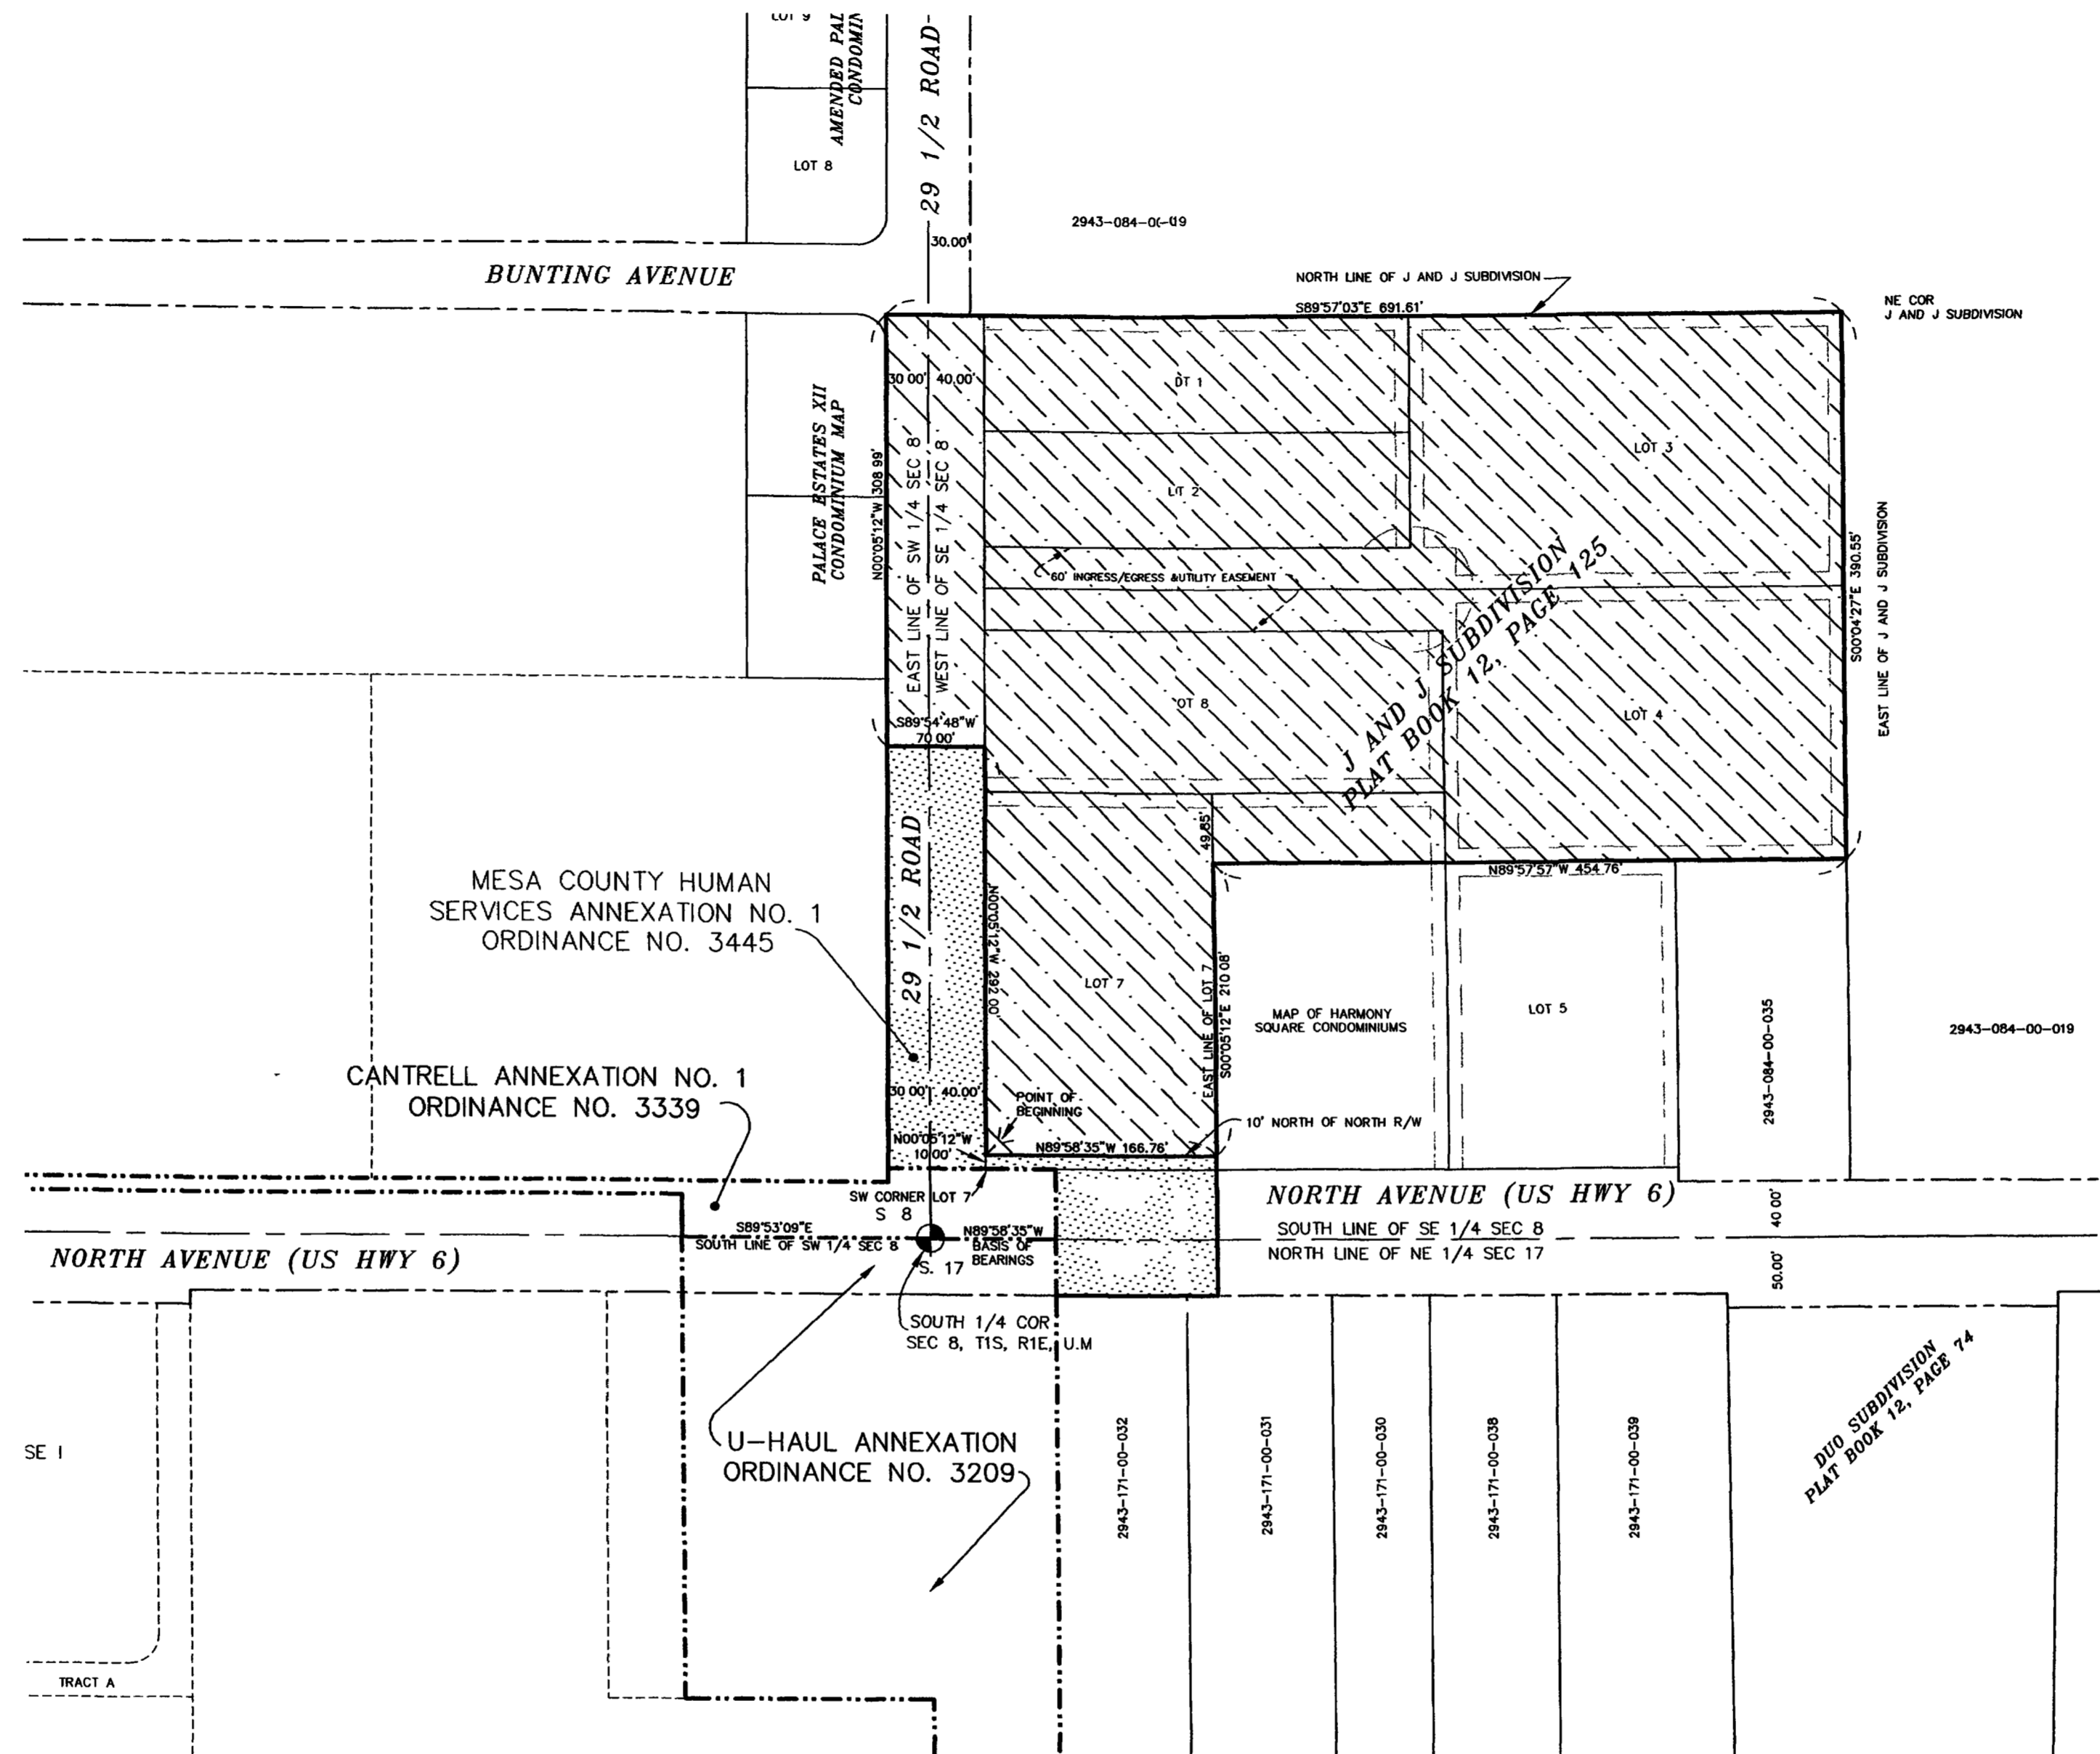 LOT 9
AMENDED PAL
CONDOMIN
29 1/2 ROAD
LOT 8
30.00'
2943-084-0(-019
BUNTING AVENUE
NORTH LINE OF J AND J SUBDIVISION
S89°57'03"E 691.61'
NE COR
J AND J SUBDIVISION
30 00' 40.00'
OT 1
LOT 3
PALACE ESTATES XII
CONDOMINIUM MAP
N00°05'12"W 308 99'
EAST LINE OF SW 1/4 SEC 8
WEST LINE OF SE 1/4 SEC 8
LOT 2
60' INGRESS/EGRESS &UTILITY EASEMENT
J AND J SUBDIVISION
PLAT BOOK 12, PAGE 125
S00°04'27"E 390.55'
EAST LINE OF J AND J SUBDIVISION
OT 8
LOT 4
S89°54'48"W
70 00'
49.85'
N89°57'57"W 454.76'
MESA COUNTY HUMAN
SERVICES ANNEXATION NO. 1
ORDINANCE NO. 3445
29 1/2 ROAD
N00°05'12"W 292 00'
LOT 7
EAST LINE OF LOT 7
S00°05'12"E 210 08'
MAP OF HARMONY
SQUARE CONDOMINIUMS
LOT 5
2943-084-00-035
2943-084-00-019
CANTRELL ANNEXATION NO. 1
ORDINANCE NO. 3339
30 00' 40.00'
POINT OF
BEGINNING
10' NORTH OF NORTH R/W
N00°05'12"W
10 00'
N89°58'35"W 166.76'
SW CORNER LOT 7
S 8
NORTH AVENUE (US HWY 6)
SOUTH LINE OF SE 1/4 SEC 8
NORTH LINE OF NE 1/4 SEC 17
40 00'
50.00'
S89°53'09"E
SOUTH LINE OF SW 1/4 SEC 8
N89°58'35"W
BASIS OF
BEARINGS
S. 17
NORTH AVENUE (US HWY 6)
SOUTH 1/4 COR
SEC 8, T1S, R1E, U.M
U-HAUL ANNEXATION
ORDINANCE NO. 3209
SE 1
2943-171-00-032
2943-171-00-031
2943-171-00-030
2943-171-00-038
2943-171-00-039
DUO SUBDIVISION
PLAT BOOK 12, PAGE 74
TRACT A